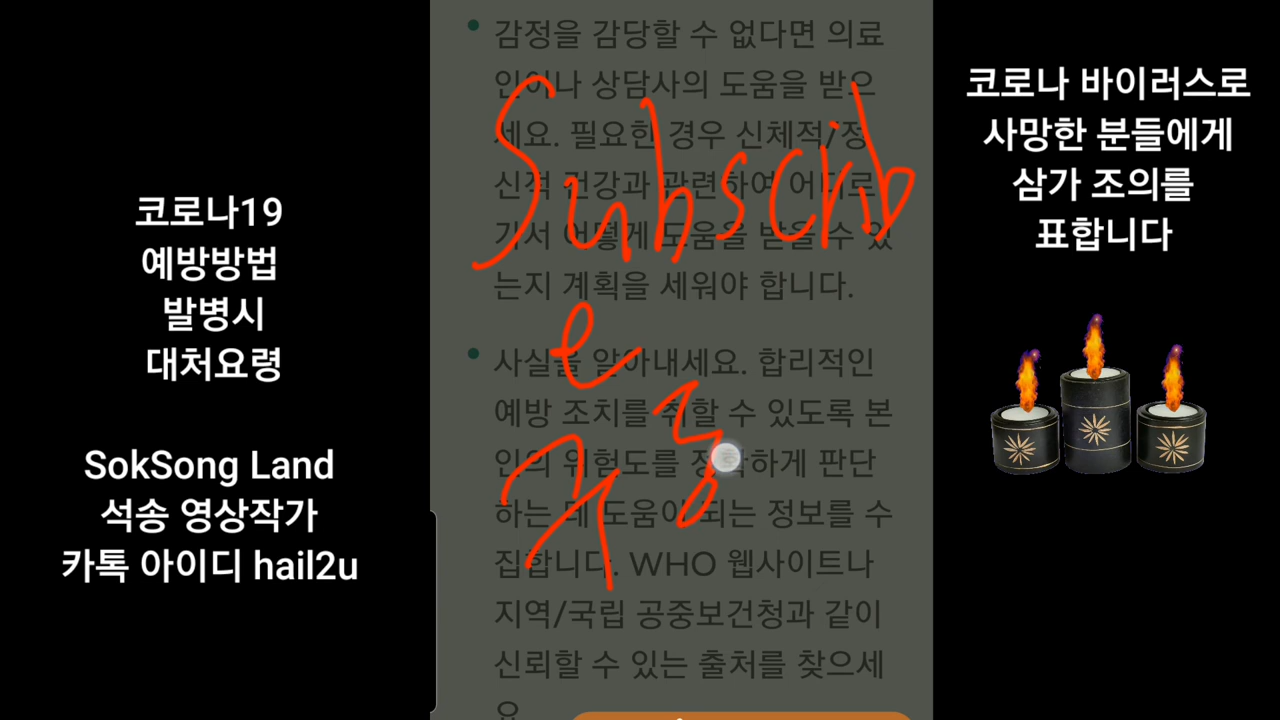 코로나19
예방방법
발병시
대처요령
SokSong Land
석송 영상작가
카톡 아이디 hail2u
감정을 감당할 수 없다면 의료
인이나 상담사의 도움을 받으
세요. 필요한 경우 신체적/정
신적 건강과 관련하여 어디로
가서 어떻게 도움을 받을 수 있
는지 계획을 세워야 합니다.
사실을 알아내세요. 합리적인
예방 조치를 취할 수 있도록 본
인의 위험도를 정확하게 판단
하는 데 도움이 되는 정보를 수
집합니다. WHO 웹사이트나
지역/국립 공중보건청과 같이
신뢰할 수 있는 출처를 찾으세
요
Subscrib
e
코로나 바이러스로
사망한 분들에게
삼가 조의를
표합니다